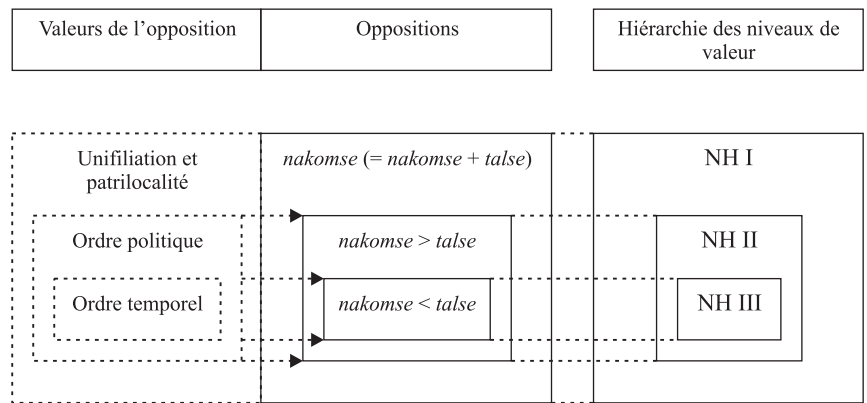 Valeurs de l’opposition
Oppositions
Hiérarchie des niveaux de
valeur
Unifiliation et
patrilocalité
nakomse (= nakomse + talse)
NH I
Ordre politique
nakomse > talse
NH II
Ordre temporel
nakomse < talse
NH III